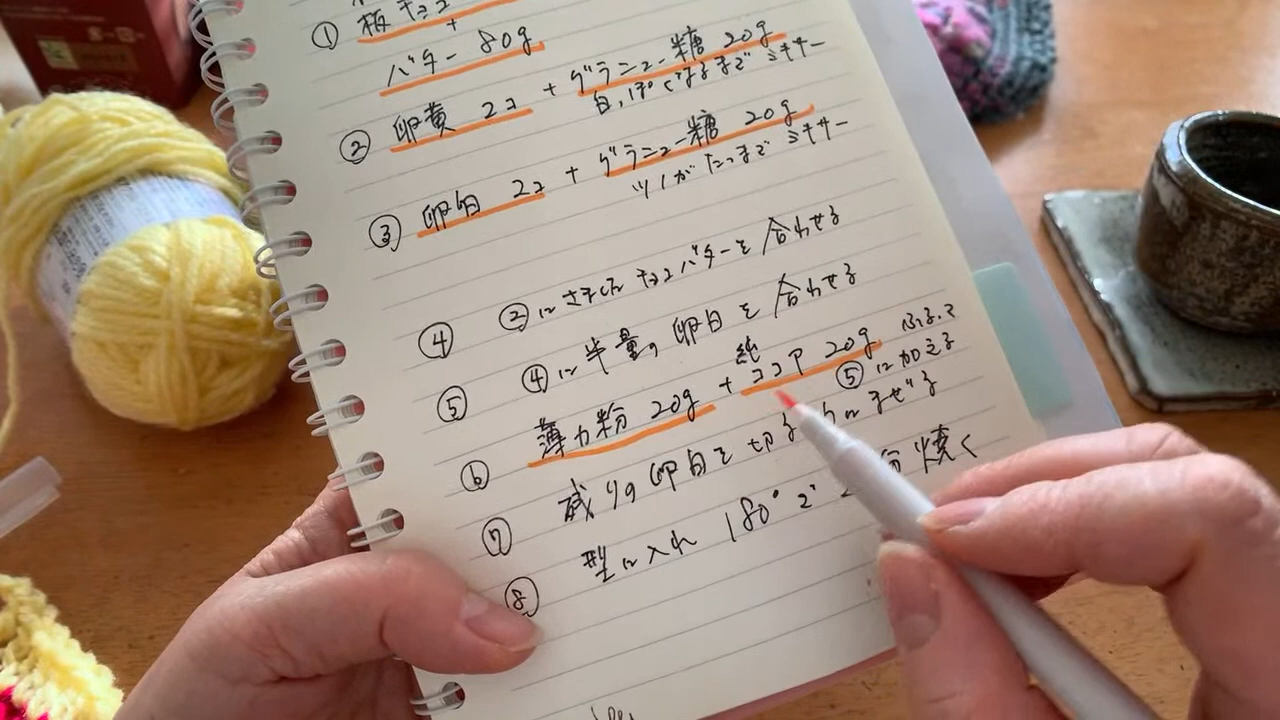 ① 板チョコ
+
バター 80g
② 卵黄 2コ + グラニュー糖 20g
白っぽくなるまで ミキサー
③ 卵白 2コ + グラニュー糖 20g
ツノがたつまで ミキサー
④ ②にさました チョコバターを合わせる
⑤ ④に半量の 卵白を 合わせる
⑥ 薄力粉 20g + 純ココア 20g ふるって
⑤に加える
⑦ 残りの卵白を切る まぜる
⑧ 型に入れ 180°で 焼く